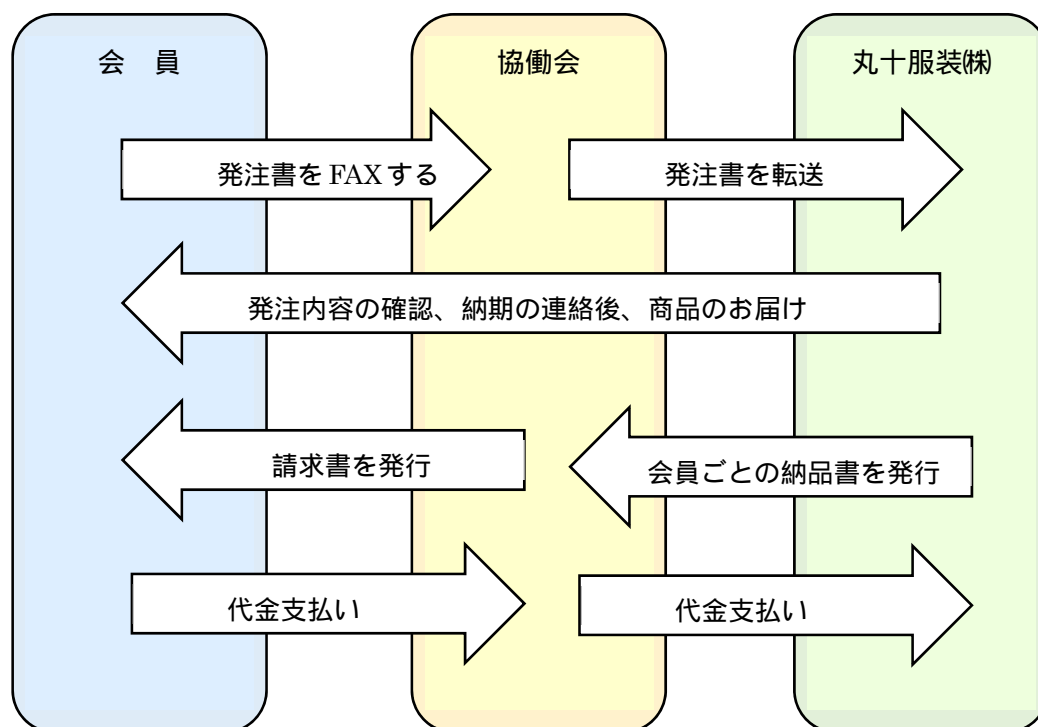 会　員
協働会
丸十服装㈱
発注書を FAX する
発注書を転送
発注内容の確認、納期の連絡後、商品のお届け
請求書を発行
会員ごとの納品書を発行
代金支払い
代金支払い